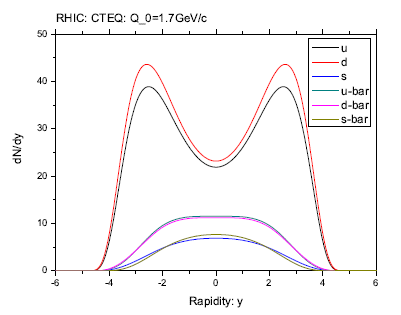 RHIC: CTEQ: Q_0=1.7GeV/c
50
40
30
20
10
0
dN/dy
u
d
s
u-bar
d-bar
s-bar
-6 -4 -2 0 2 4 6
Rapidity: y